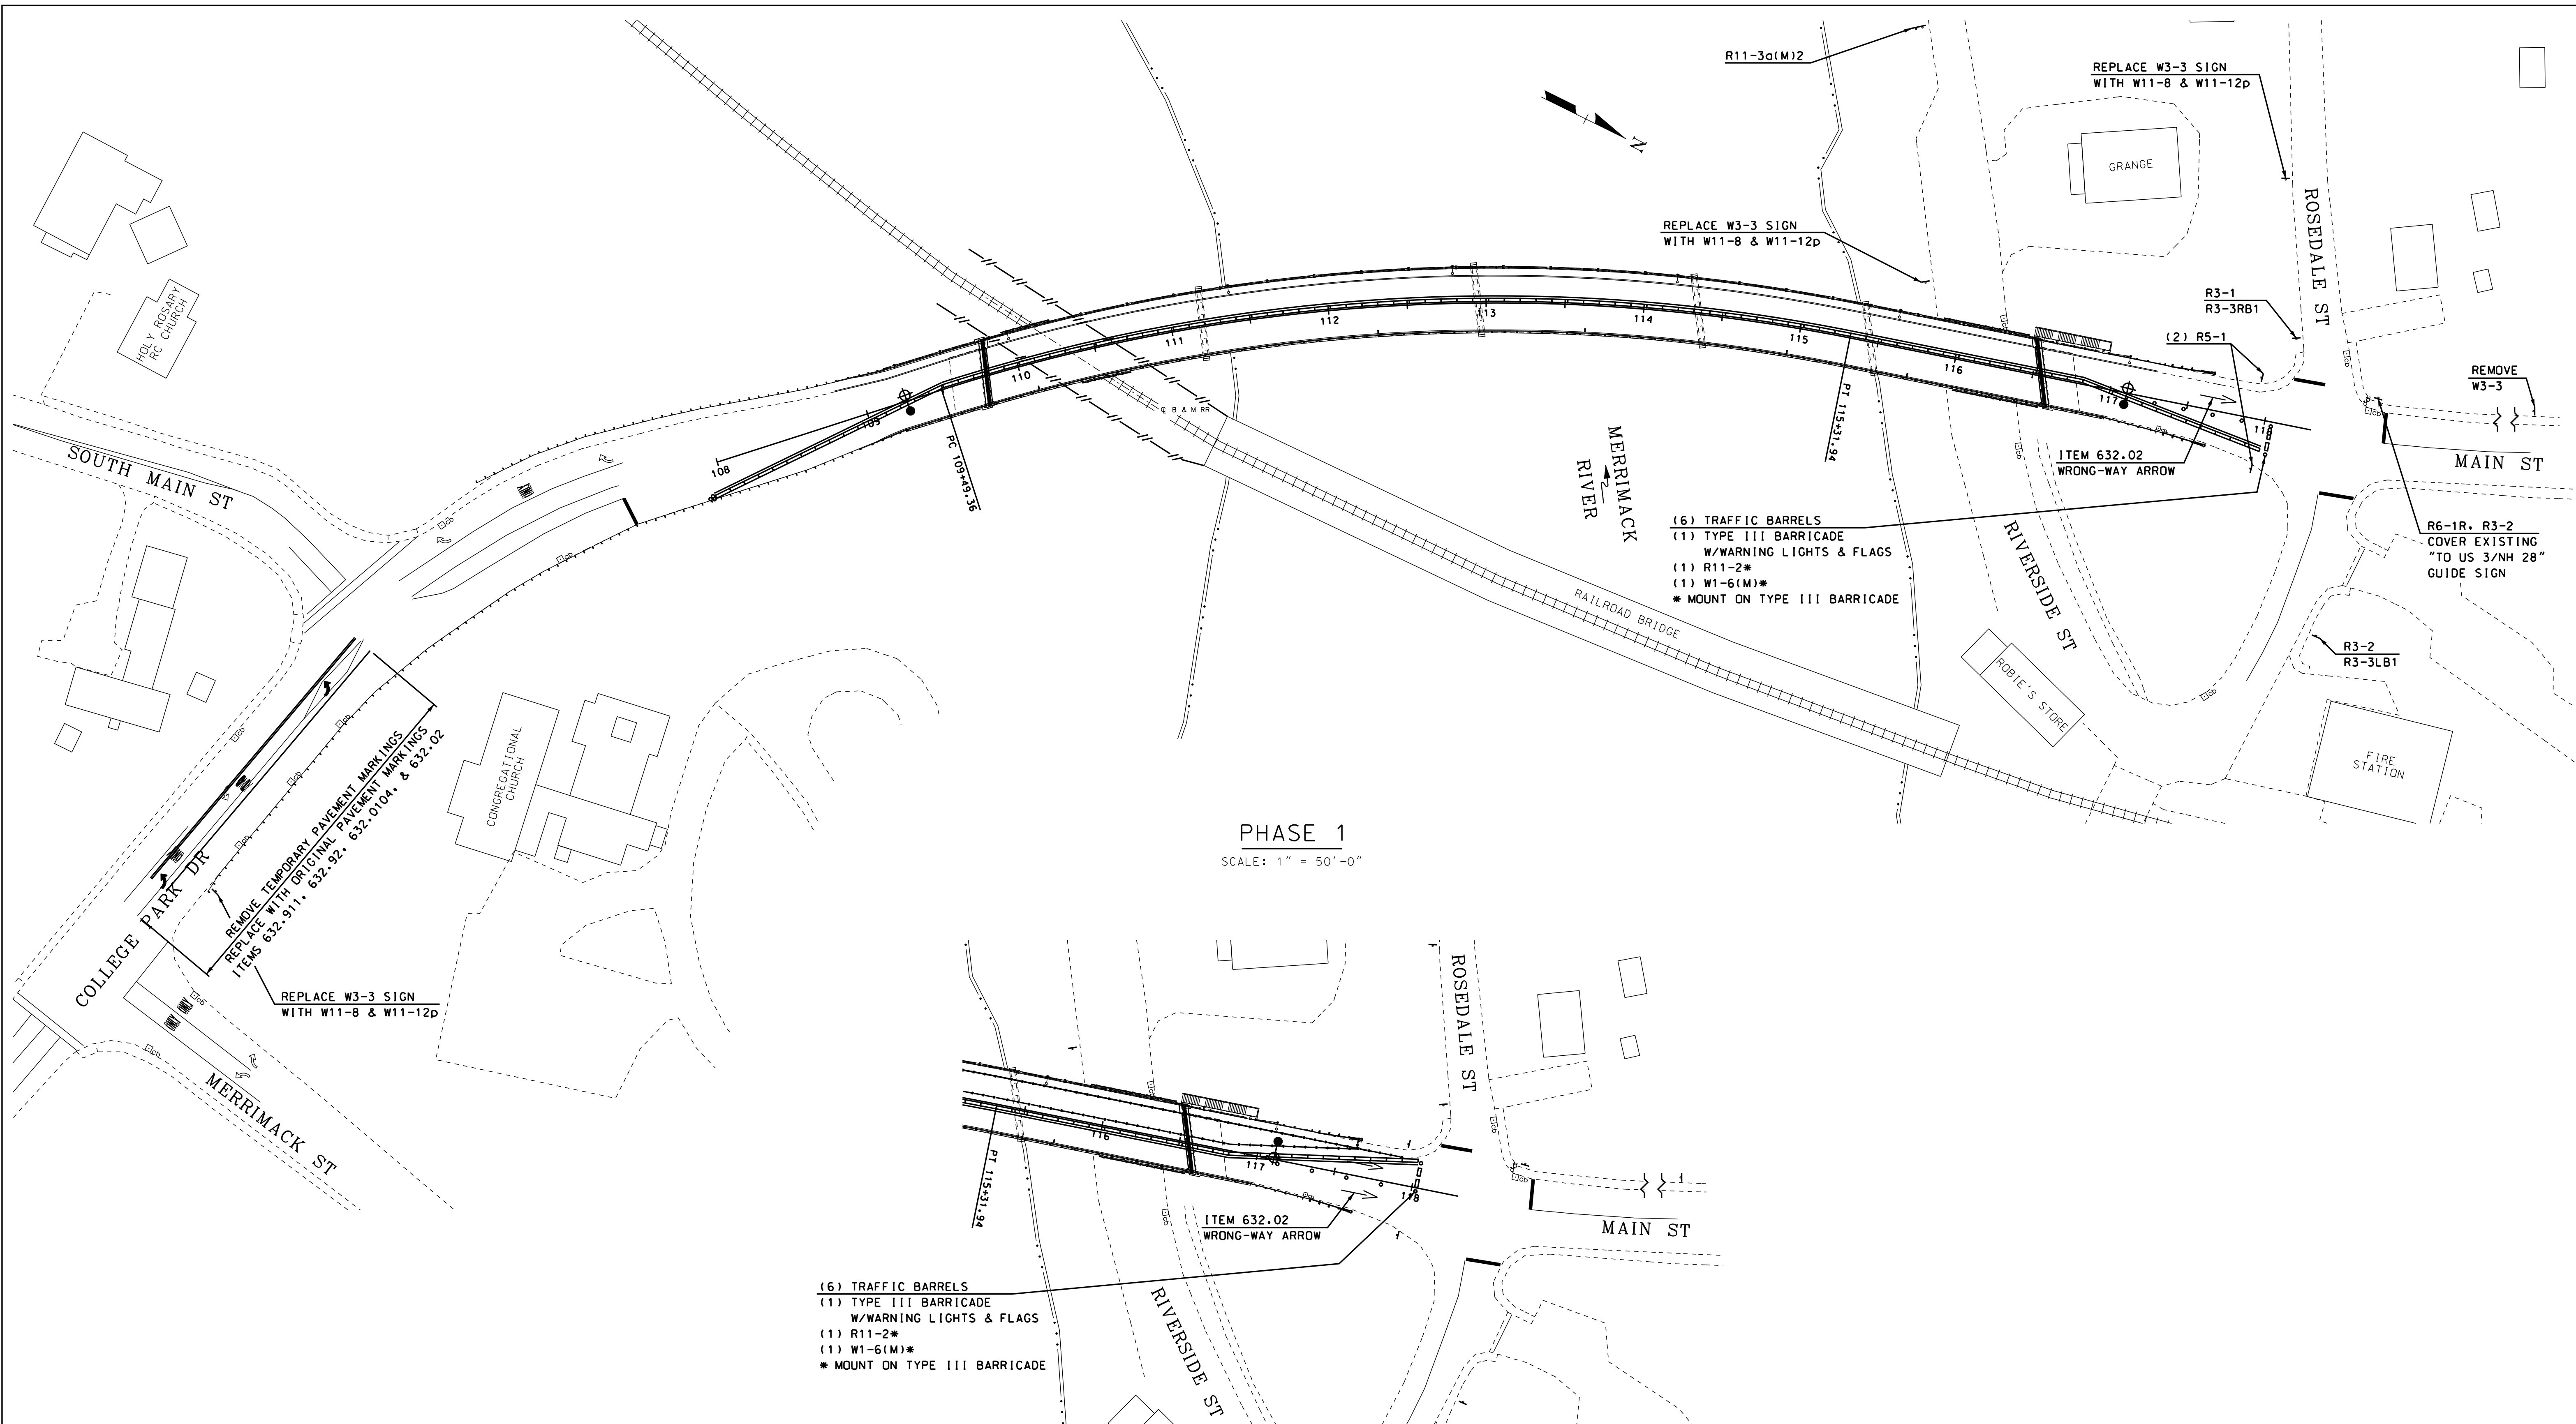 R11-3a(M)2
REPLACE W3-3 SIGN
WITH W11-8 & W11-12p
N
GRANGE
ROSEDALE ST
REPLACE W3-3 SIGN
WITH W11-8 & W11-12p
R3-1
R3-3RB1
(2) R5-1
REMOVE
W3-3
HOLY ROSARY
RC CHURCH
108
109
110
111
112
113
114
115
116
117
118
PC 109+49.36
PT 115+31.94
℄ B & M RR
SOUTH MAIN ST
ONLY
cb
cb
cb
MERRIMACK
RIVER
ITEM 632.02
WRONG-WAY ARROW
MAIN ST
(6) TRAFFIC BARRELS
(1) TYPE III BARRICADE
W/WARNING LIGHTS & FLAGS
(1) R11-2*
(1) W1-6(M)*
* MOUNT ON TYPE III BARRICADE
R6-1R, R3-2
COVER EXISTING
"TO US 3/NH 28"
GUIDE SIGN
RIVERSIDE ST
RAILROAD BRIDGE
R3-2
R3-3LB1
ROBIE'S STORE
FIRE
STATION
CONGREGATIONAL
CHURCH
REMOVE TEMPORARY PAVEMENT MARKINGS
REPLACE WITH ORIGINAL PAVEMENT MARKINGS
ITEMS 632.911, 632.92, 632.0104, & 632.02
COLLEGE PARK DR
REPLACE W3-3 SIGN
WITH W11-8 & W11-12p
ONLY ONLY
MERRIMACK ST
PHASE 1
SCALE: 1" = 50'-0"
ROSEDALE ST
116
117
118
PT 115+31.94
ITEM 632.02
WRONG-WAY ARROW
MAIN ST
(6) TRAFFIC BARRELS
(1) TYPE III BARRICADE
W/WARNING LIGHTS & FLAGS
(1) R11-2*
(1) W1-6(M)*
* MOUNT ON TYPE III BARRICADE
RIVERSIDE ST